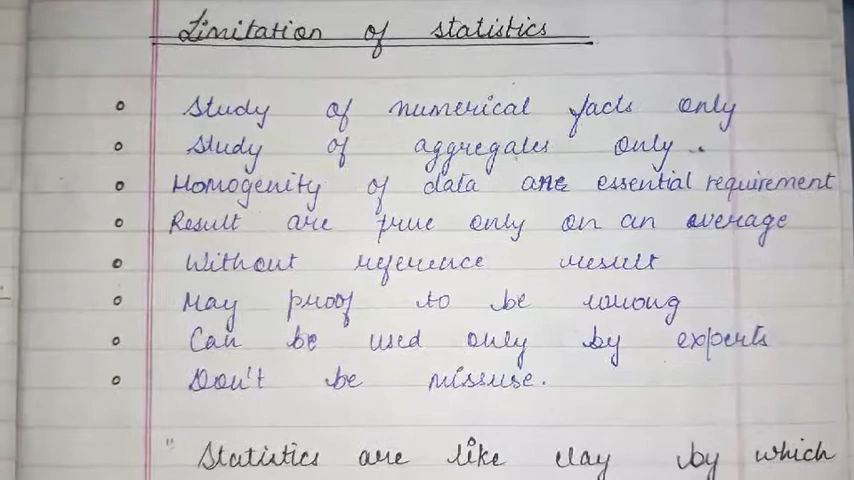 Limitation of statistics
Study of numerical facts only
Study of aggregates only.
Homogenity of data are essential requirement
Result are true only on an average
Without reference result
May proof to be wrong
Can be used only by experts
Don't be missuse.
"Statistics are like clay by which